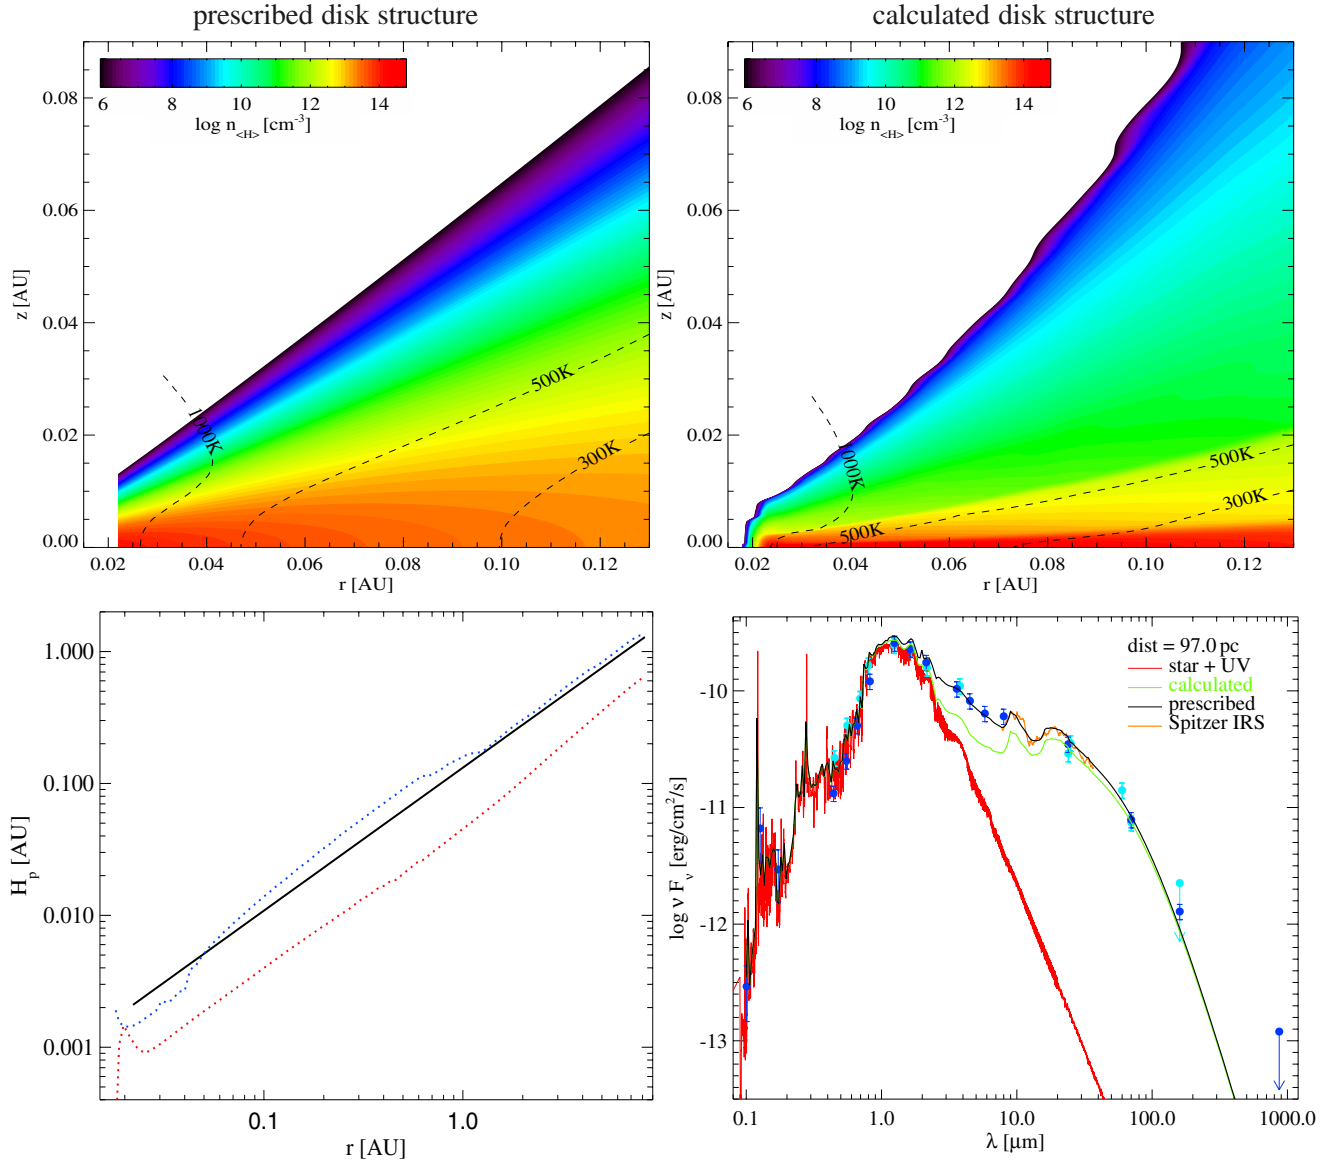 prescribed disk structure
calculated disk structure
6 8 10 12 14
log n<H> [cm-3]
6 8 10 12 14
log n<H> [cm-3]
0.08
0.06
0.04
0.02
0.00
z [AU]
1000K
500K
300K
0.02 0.04 0.06 0.08 0.10 0.12
r [AU]
0.08
0.06
0.04
0.02
0.00
z [AU]
000K
500K
500K
300K
0.02 0.04 0.06 0.08 0.10 0.12
r [AU]
1.000
0.100
0.010
0.001
Hp [AU]
0.1 1.0
r [AU]
-10
-11
-12
-13
log ν Fν [erg/cm2/s]
dist = 97.0 pc
star + UV
calculated
prescribed
Spitzer IRS
0.1 1.0 10.0 100.0 1000.0
λ [µm]